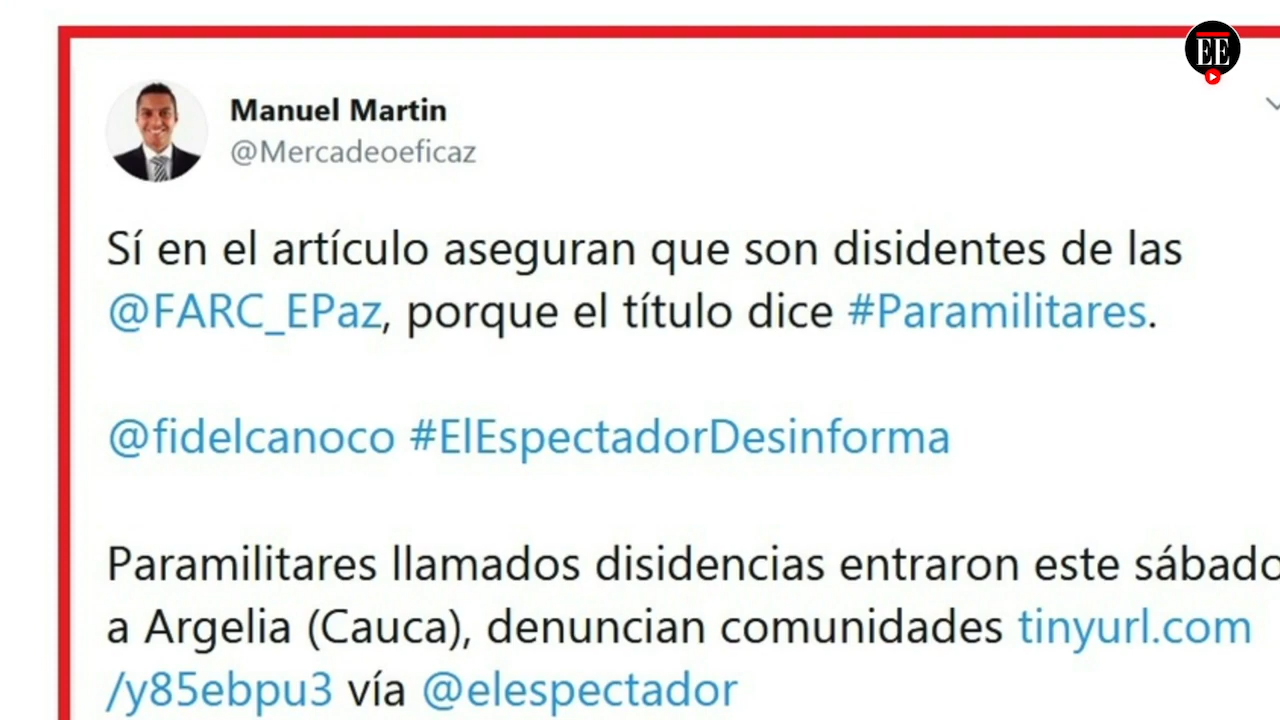 EE
Manuel Martin
@Mercadeoeficaz
Sí en el artículo aseguran que son disidentes de las
@FARC_EPaz, porque el título dice #Paramilitares.
@fidelcanoco #ElEspectadorDesinforma
Paramilitares llamados disidencias entraron este sábado
a Argelia (Cauca), denuncian comunidades tinyurl.com
/y85ebpu3 vía @elespectador